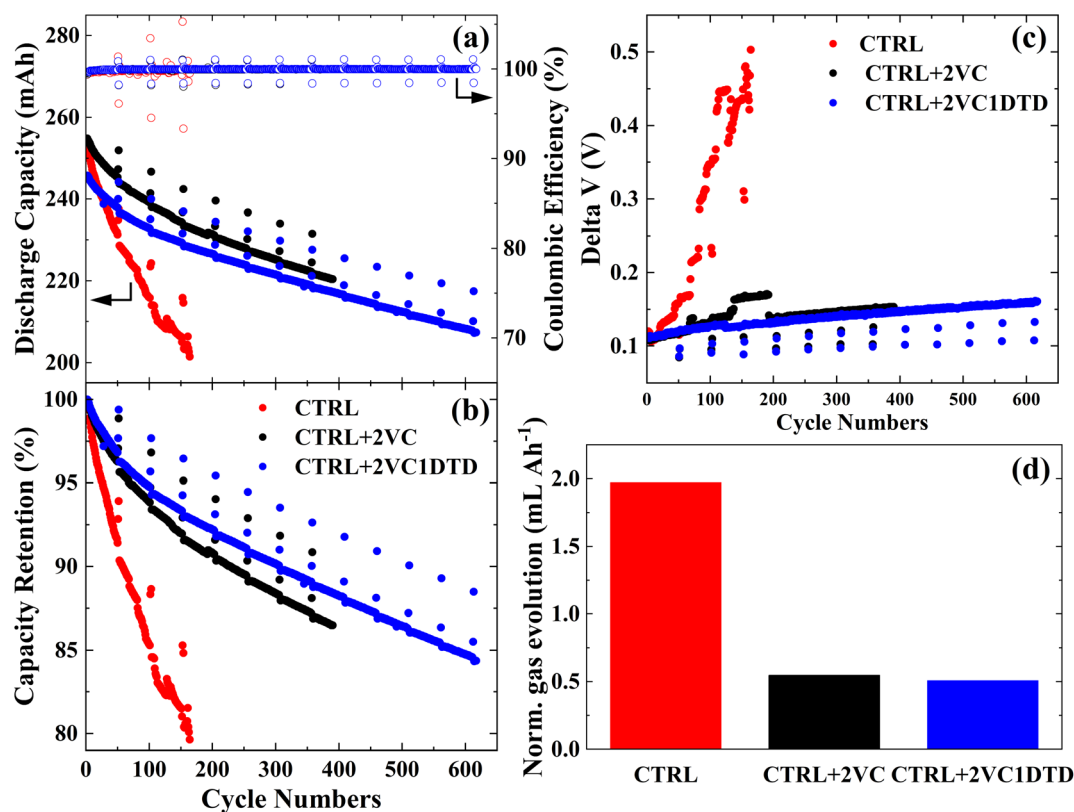 (a)
280
270
260
250
240
230
220
210
200
Discharge Capacity (mAh)
100
90
80
70
Coulombic Efficiency (%)
(b)
CTRL
CTRL+2VC
CTRL+2VC1DTD
100
95
90
85
80
Capacity Retention (%)
0 100 200 300 400 500 600
Cycle Numbers
(c)
CTRL
CTRL+2VC
CTRL+2VC1DTD
0.5
0.4
0.3
0.2
0.1
Delta V (V)
0 100 200 300 400 500 600
Cycle Numbers
(d)
2.0
1.5
1.0
0.5
0.0
Norm. gas evolution (mL Ah⁻¹)
CTRL CTRL+2VC CTRL+2VC1DTD